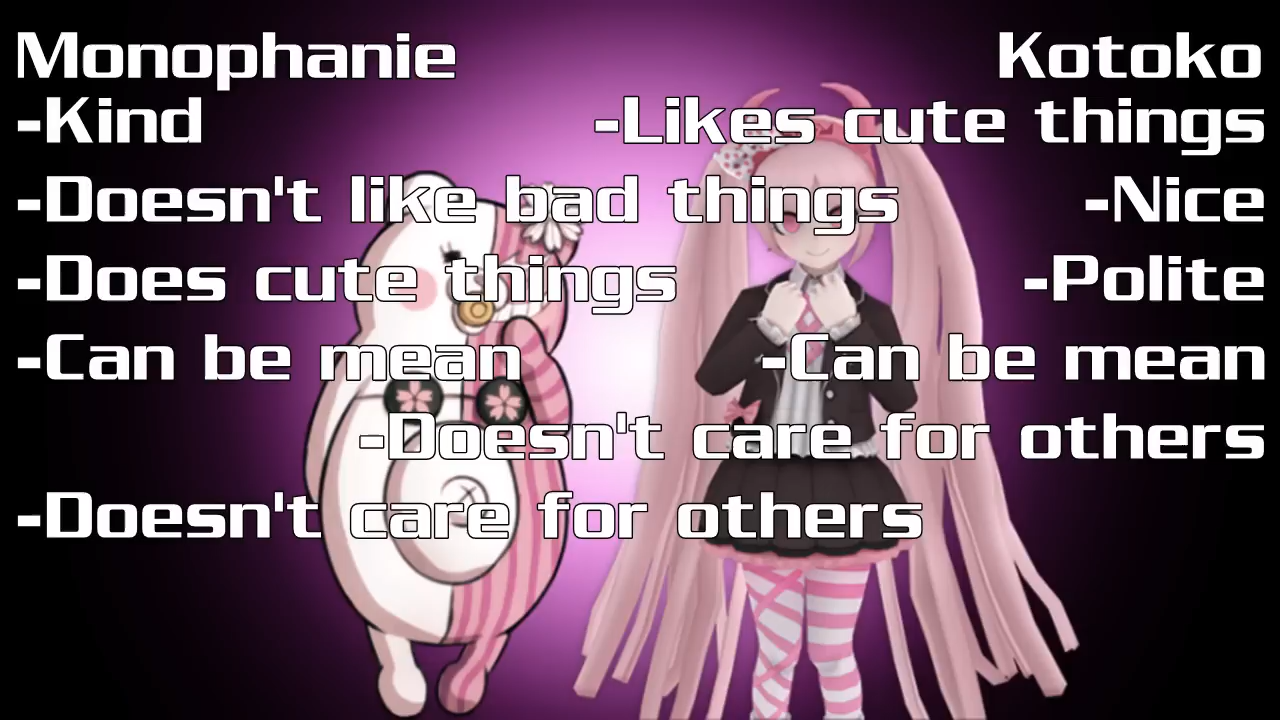 Monophanie
-Kind
-Doesn't like bad things
-Does cute things
-Can be mean
-Doesn't care for others
Kotoko
-Likes cute things
-Nice
-Polite
-Can be mean
-Doesn't care for others